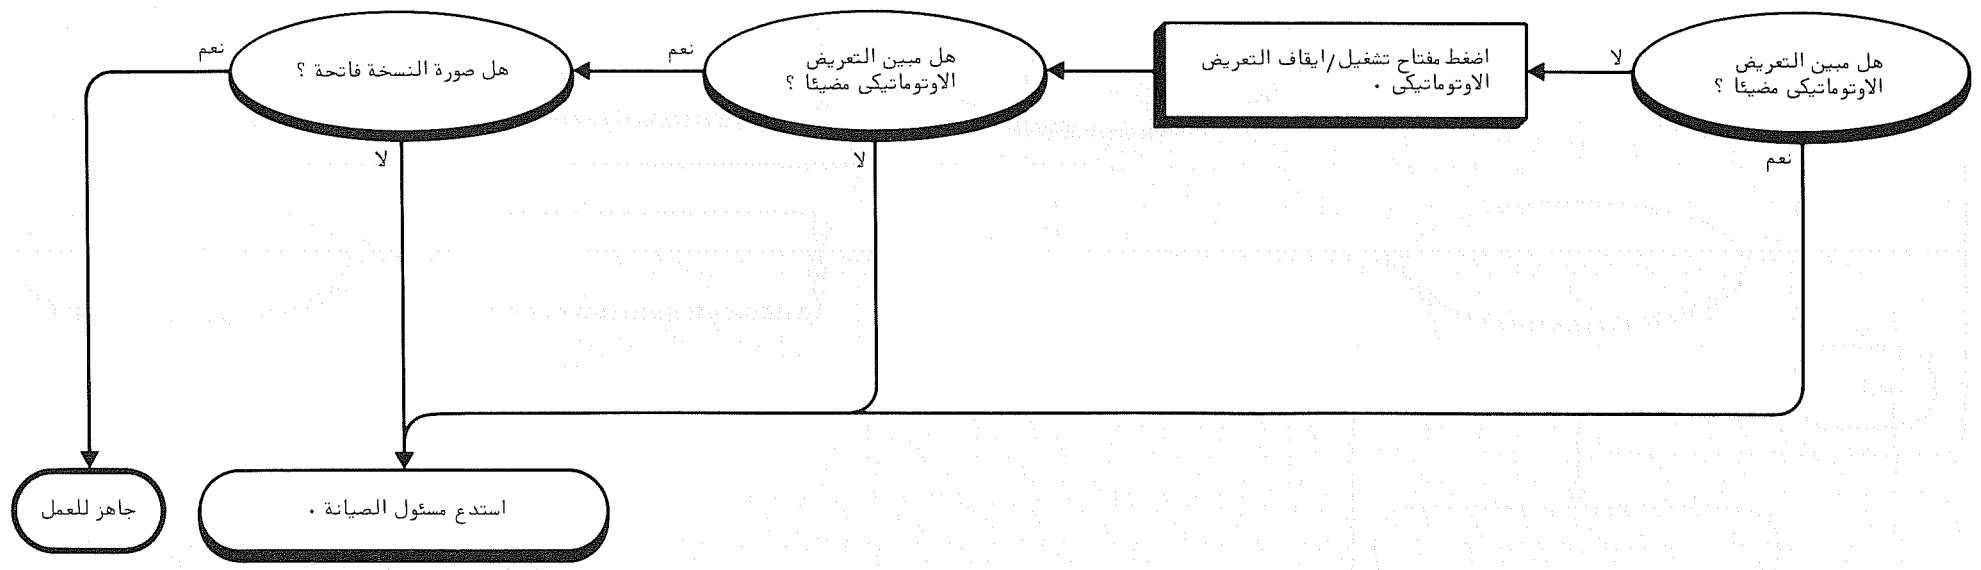 هل مبين التعريض
الاوتوماتيكى مضيئا ؟
لا
نعم
اضغط مفتاح تشغيل/ايقاف التعريض
الاوتوماتيكى .
هل مبين التعريض
الاوتوماتيكى مضيئا ؟
نعم
لا
هل صورة النسخة فاتحة ؟
نعم
لا
استدع مسئول الصيانة .
جاهز للعمل